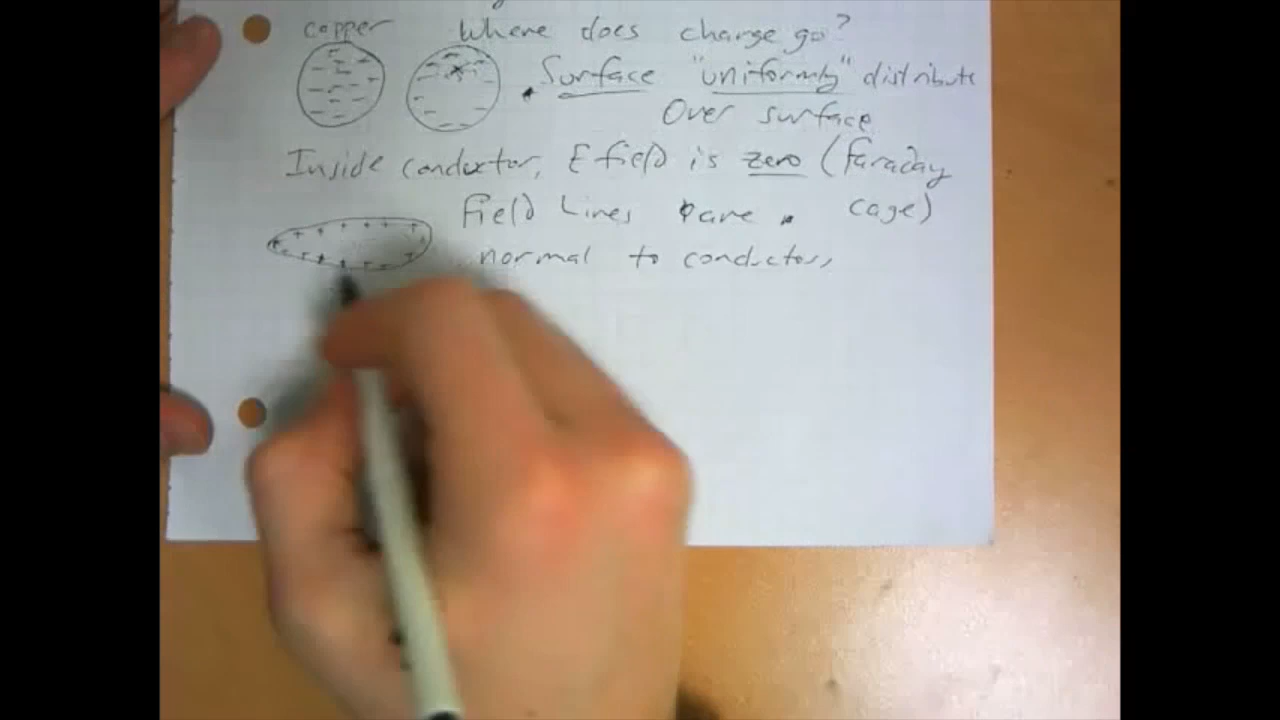 copper Where does charge go?
Surface "uniformly" distribute
Over surface
Inside conductor, E field is zero (Faraday
cage)
Field Lines are
normal to conductors,